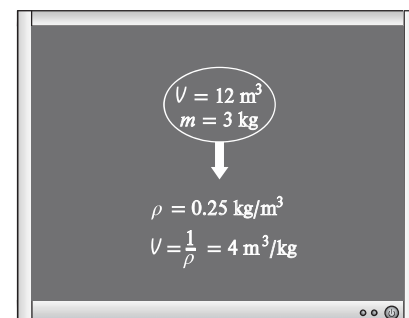 V = 12 m³
m = 3 kg
ρ = 0.25 kg/m³
V = 1/ρ = 4 m³/kg